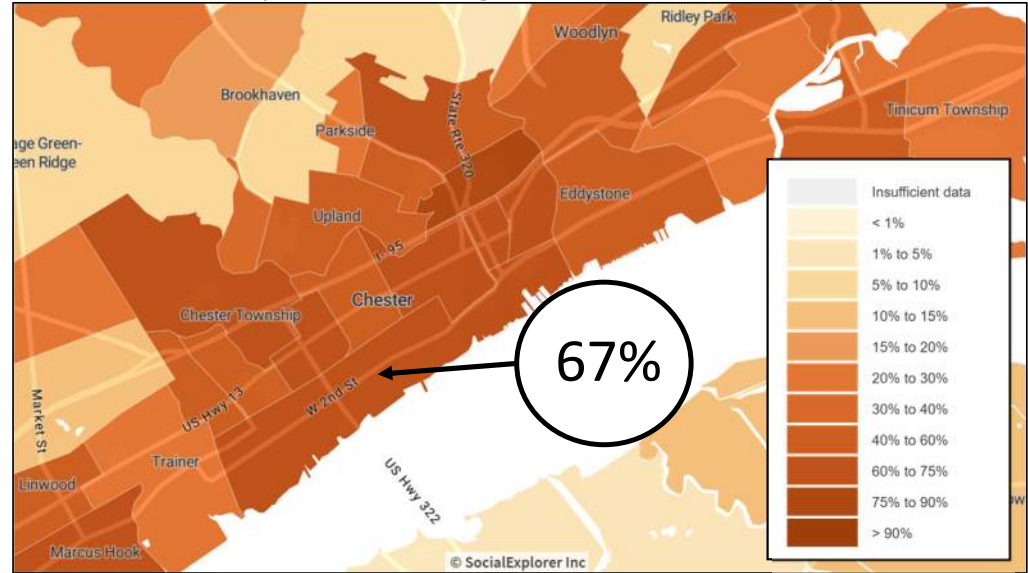 Ridley Park
Woodlyn
Brookhaven
State Rte 320
Tinicum Township
Parkside
age Green-
een Ridge
Eddystone
Upland
I-95
Chester
Chester Township
67%
Market St
US Hwy 13
W 2nd St
Trainer
US Hwy 322
Linwood
Marcus Hook
© SocialExplorer Inc
Insufficient data
< 1%
1% to 5%
5% to 10%
10% to 15%
15% to 20%
20% to 30%
30% to 40%
40% to 60%
60% to 75%
75% to 90%
> 90%